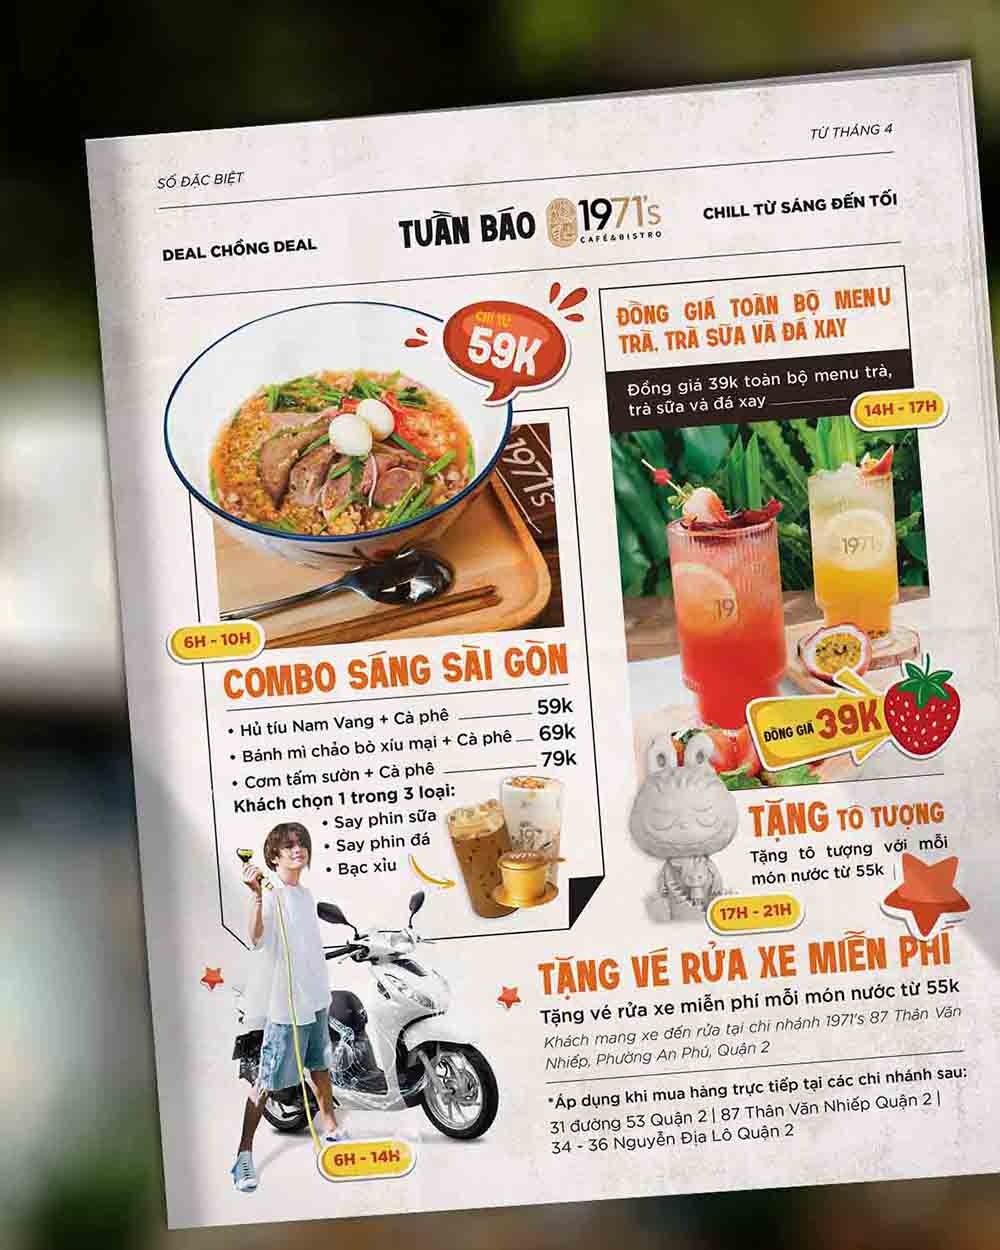 SỐ ĐẶC BIỆT
TỪ THÁNG 4
DEAL CHỒNG DEAL
TUẦN BÁO
1971's
CAFÉ & BISTRO
CHILL TỪ SÁNG ĐẾN TỐI
CHỈ TỪ
59K
1971's
6H - 10H
COMBO SÁNG SÀI GÒN
• Hủ tíu Nam Vang + Cà phê 59k
• Bánh mì chảo bò xíu mại + Cà phê 69k
• Cơm tấm sườn + Cà phê 79k
Khách chọn 1 trong 3 loại:
• Say phin sữa
• Say phin đá
• Bạc xỉu
ĐỒNG GIÁ TOÀN BỘ MENU
TRÀ, TRÀ SỮA VÀ ĐÁ XAY
Đồng giá 39k toàn bộ menu trà,
trà sữa và đá xay
14H - 17H
1971's
19
ĐỒNG GIÁ 39K
TẶNG TÔ TƯỢNG
Tặng tô tượng với mỗi
món nước từ 55k
17H - 21H
TẶNG VÉ RỬA XE MIỄN PHÍ
Tặng vé rửa xe miễn phí mỗi món nước từ 55k
Khách mang xe đến rửa tại chi nhánh 1971's 87 Thân Văn
Nhiếp, Phường An Phú, Quận 2
*Áp dụng khi mua hàng trực tiếp tại các chi nhánh sau:
31 đường 53 Quận 2 | 87 Thân Văn Nhiếp Quận 2 |
34 - 36 Nguyễn Địa Lô Quận 2
6H - 14H